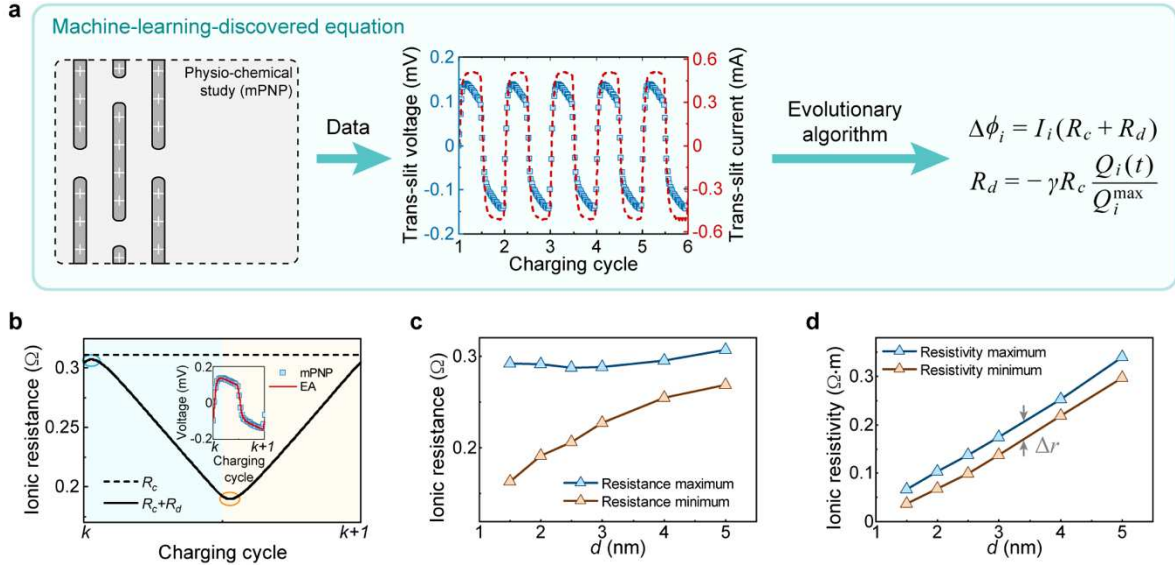 a
Machine-learning-discovered equation
Physio-chemical
study (mPNP)
Data
Trans-slit voltage (mV)
0.2
0.1
0
-0.1
-0.2
1 2 3 4 5 6
Charging cycle
0.6
0.3
0
-0.3
-0.6
Trans-slit current (mA)
Evolutionary
algorithm
Δϕi = Ii(Rc + Rd)
Rd = − γRc Qi(t) / Qi^max
b
Ionic resistance (Ω)
0.3
0.2
k k+1
Charging cycle
Rc
Rc+Rd
Voltage (mV)
0.2
0
-0.2
k k+1
Charging
cycle
mPNP
EA
c
Ionic resistance (Ω)
0.3
0.2
1 2 3 4 5
d (nm)
Resistance maximum
Resistance minimum
d
Ionic resistivity (Ω·m)
0.4
0.3
0.2
0.1
0
1 2 3 4 5
d (nm)
Resistivity maximum
Resistivity minimum
Δr